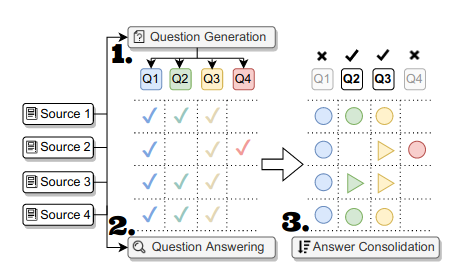 1.
Question Generation
Q1 Q2 Q3 Q4
Q1 Q2 Q3 Q4
Source 1
Source 2
Source 3
Source 4
2.
Question Answering
3.
Answer Consolidation